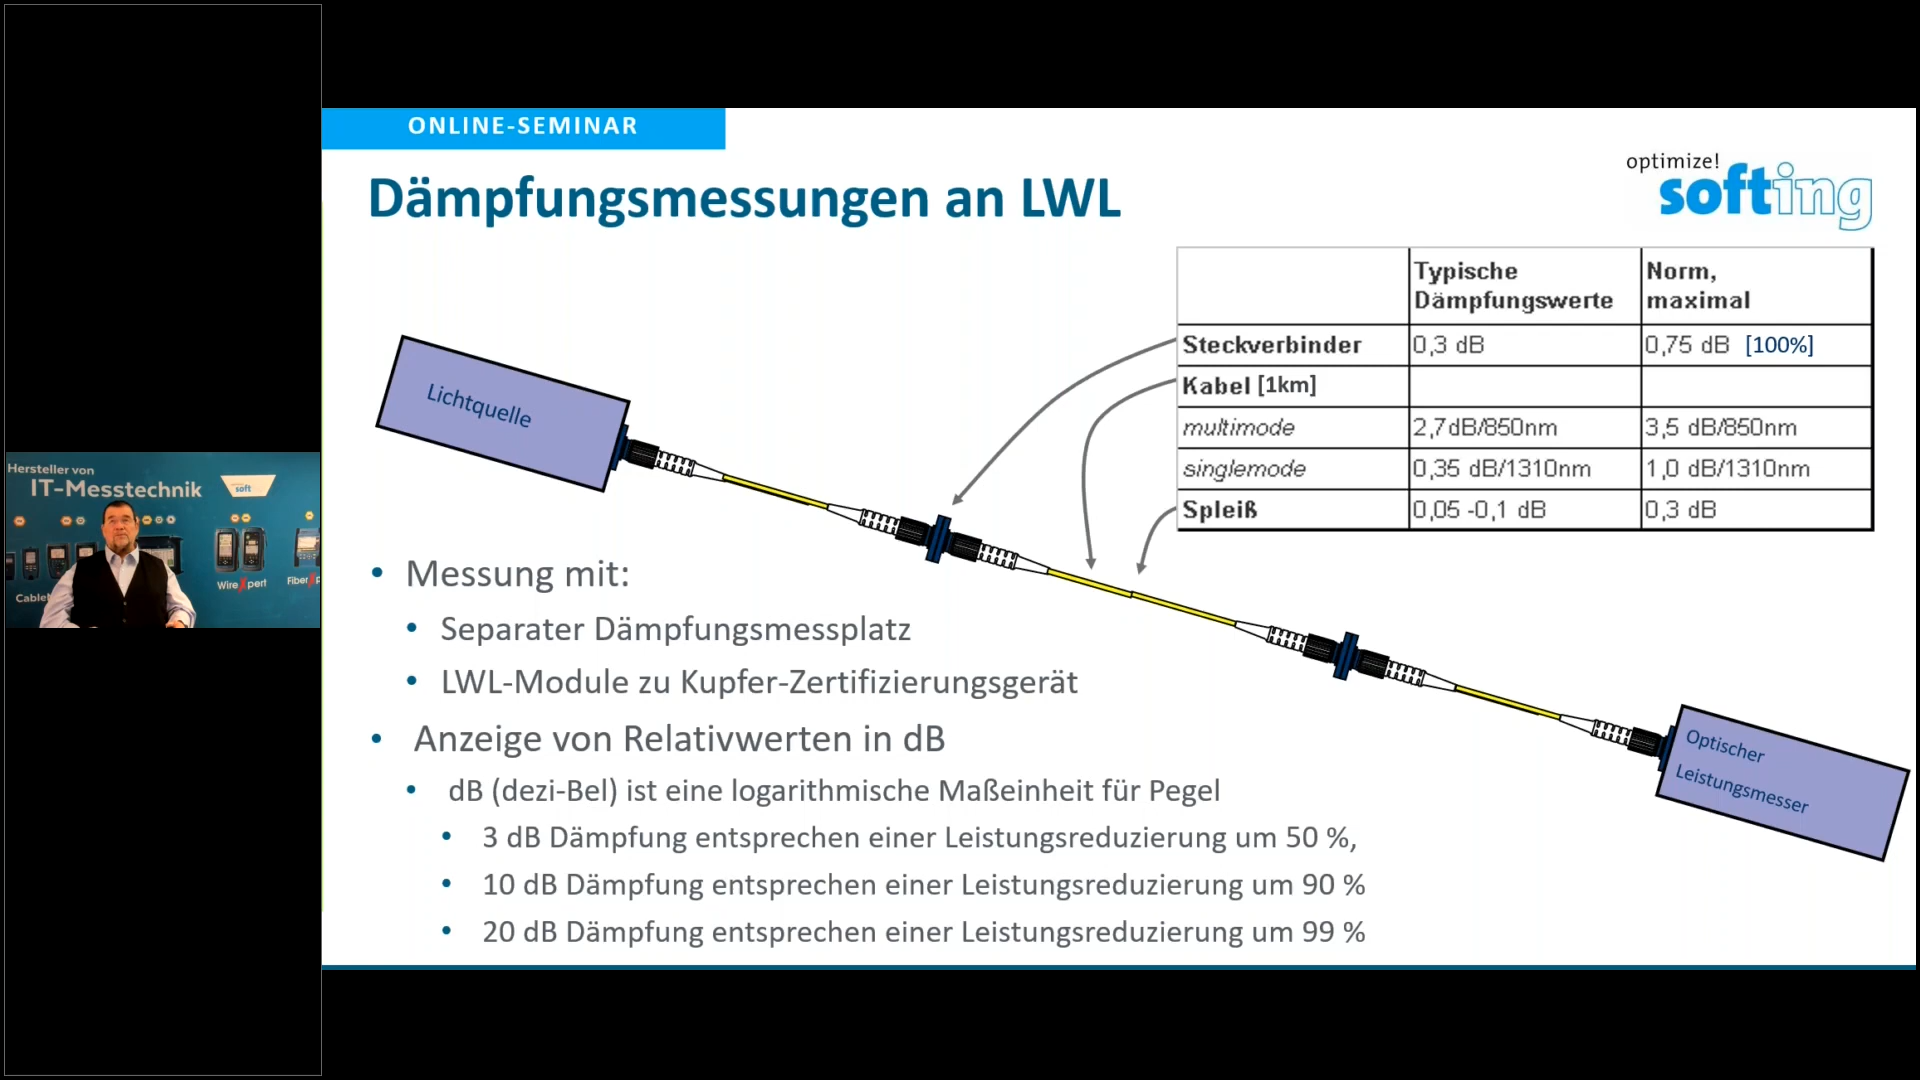 ONLINE-SEMINAR
Dämpfungsmessungen an LWL
optimize!
softing
Typische Dämpfungswerte
Norm, maximal
Steckverbinder 0,3 dB 0,75 dB [100%]
Kabel [1km]
multimode 2,7dB/850nm 3,5 dB/850nm
singlemode 0,35 dB/1310nm 1,0 dB/1310nm
Spleiß 0,05 -0,1 dB 0,3 dB
Lichtquelle
• Messung mit:
• Separater Dämpfungsmessplatz
• LWL-Module zu Kupfer-Zertifizierungsgerät
• Anzeige von Relativwerten in dB
• dB (dezi-Bel) ist eine logarithmische Maßeinheit für Pegel
• 3 dB Dämpfung entsprechen einer Leistungsreduzierung um 50 %,
• 10 dB Dämpfung entsprechen einer Leistungsreduzierung um 90 %
• 20 dB Dämpfung entsprechen einer Leistungsreduzierung um 99 %
Optischer
Leistungsmesser
Hersteller von
IT-Messtechnik
soft
WireXpert